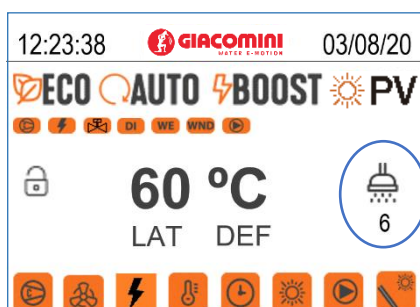 12:23:38 GIACOMINI 03/08/20
WATER E-MOTION
ECO AUTO BOOST PV
DI WE WND
60 ºC
6
LAT DEF